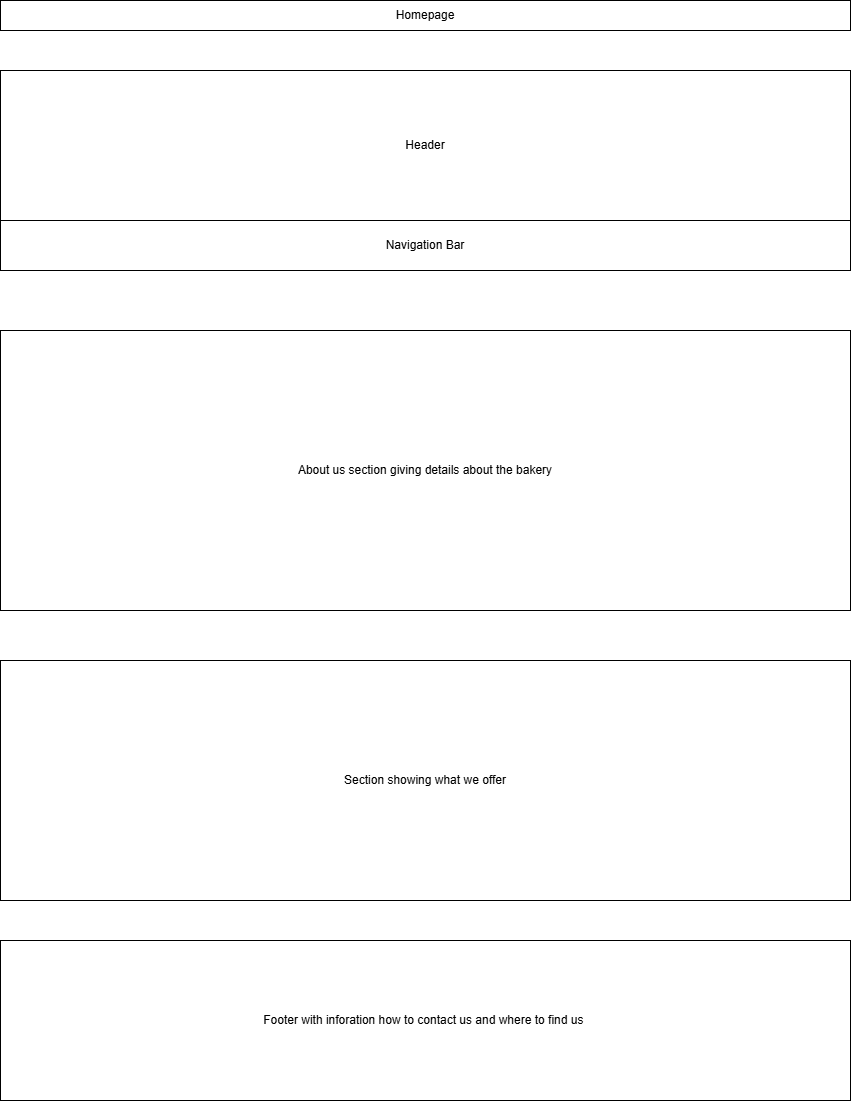 Homepage
Header
Navigation Bar
About us section giving details about the bakery
Section showing what we offer
Footer with inforation how to contact us and where to find us